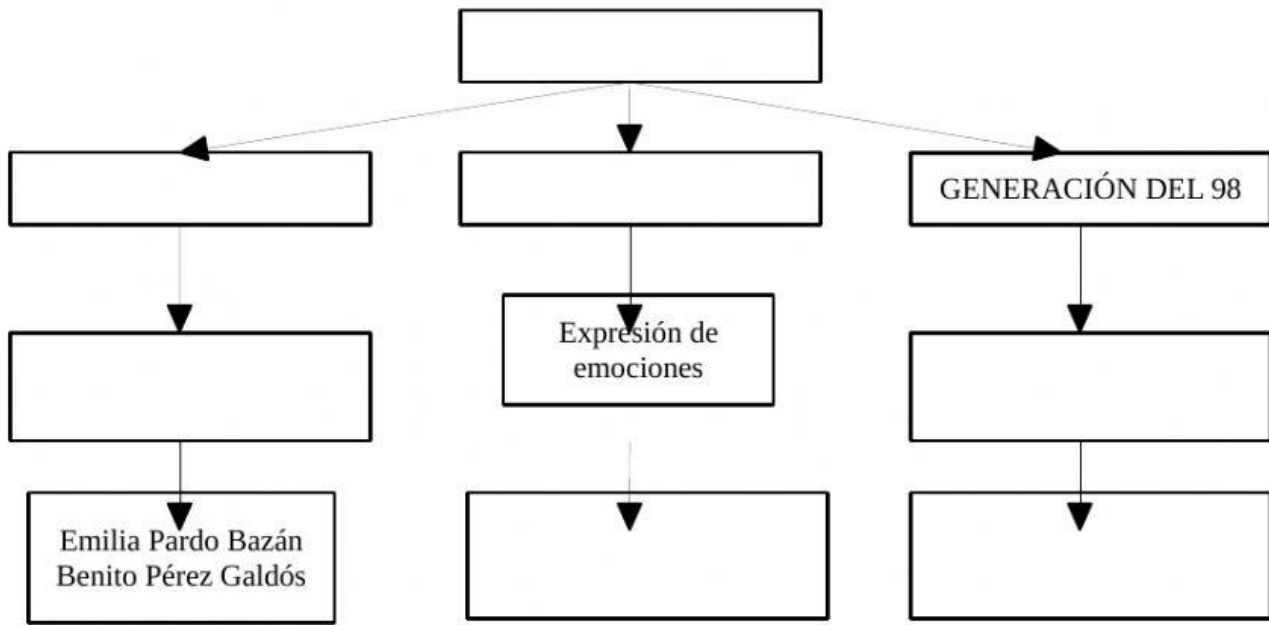 GENERACIÓN DEL 98
Expresión de
emociones
Emilia Pardo Bazán
Benito Pérez Galdós